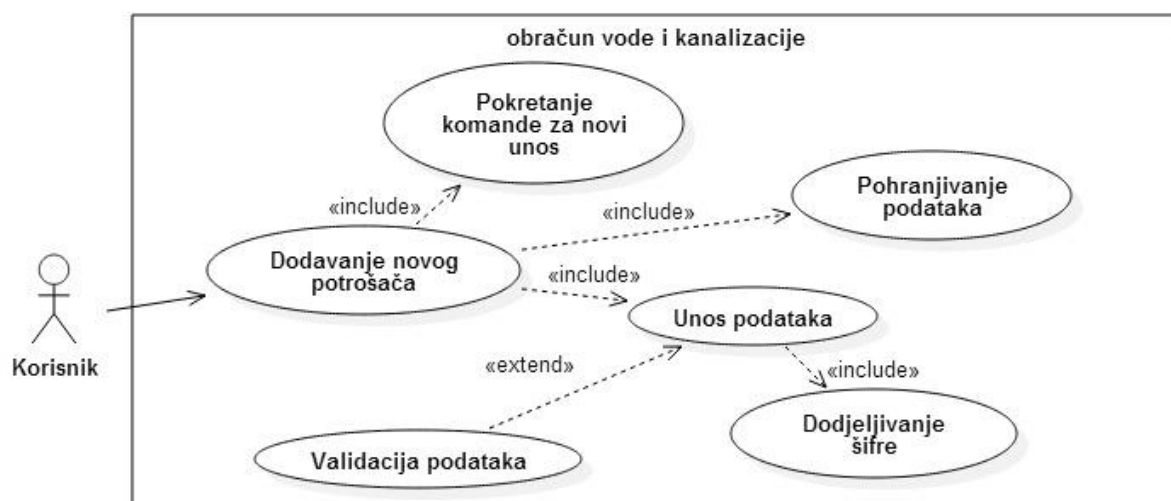 obračun vode i kanalizacije
Pokretanje
komande za novi
unos
Pohranjivanje
podataka
«include»
«include»
Dodavanje novog
potrošača
«include»
Unos podataka
Korisnik
«extend»
«include»
Dodjeljivanje
šifre
Validacija podataka